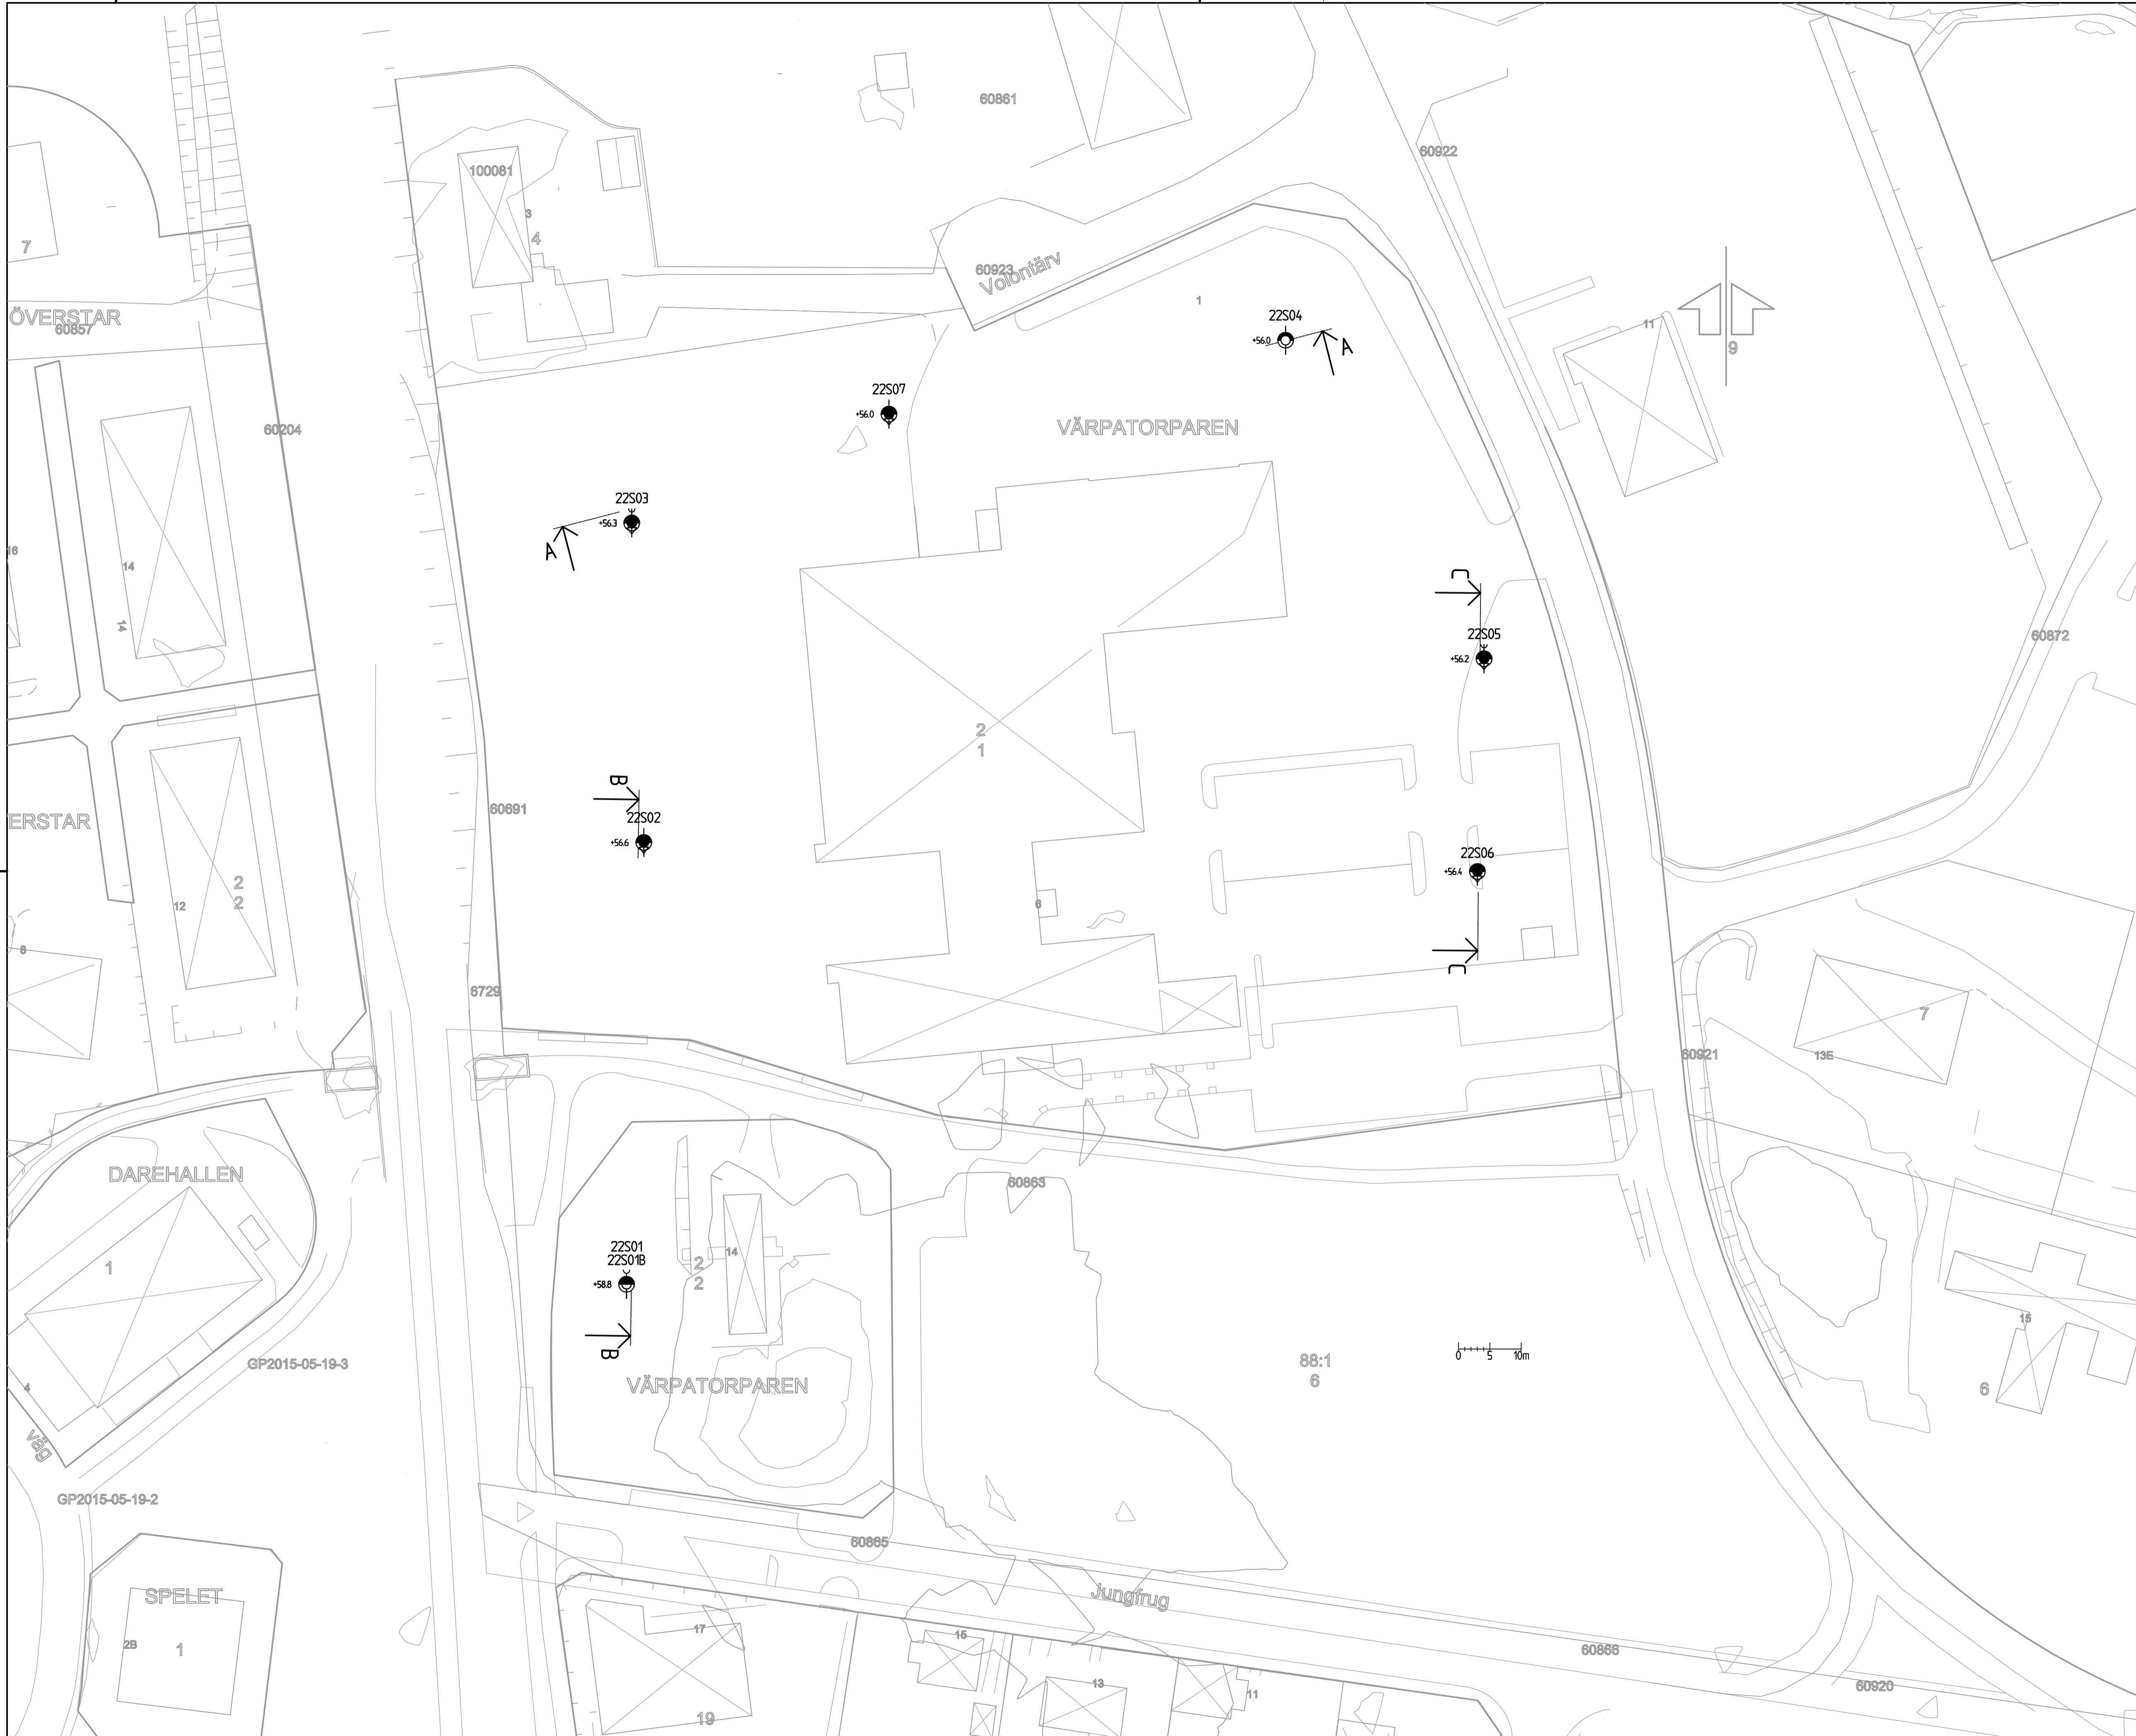 60861
60922
100081
3
4
7
60923
Volontärv
1
22S04
+56.0
A
11
9
ÖVERSTAR
60857
22S07
+56.0
VÄRPATORPAREN
60204
22S03
+56.3
A
16
14
14
C
22S05
+56.2
60872
2
1
B
22S02
+56.6
60691
ERSTAR
22S06
+56.4
2
2
12
6
8
C
6729
7
13E
60921
DAREHALLEN
60863
1
22S01
22S01B
+58.8
2
2
14
B
0 5 10m
15
GP2015-05-19-3
VÄRPATORPAREN
88:1
6
6
4
väg
GP2015-05-19-2
60865
SPELET
Jungfrug
2B
1
17
15
60866
13
11
60920
19